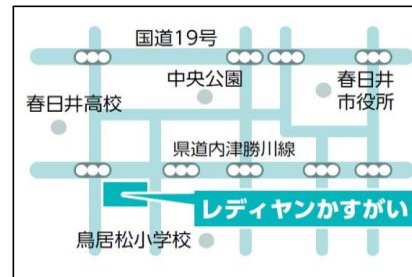 国道19号
中央公園
春日井
市役所
春日井高校
県道内津勝川線
レディヤンかすがい
鳥居松小学校